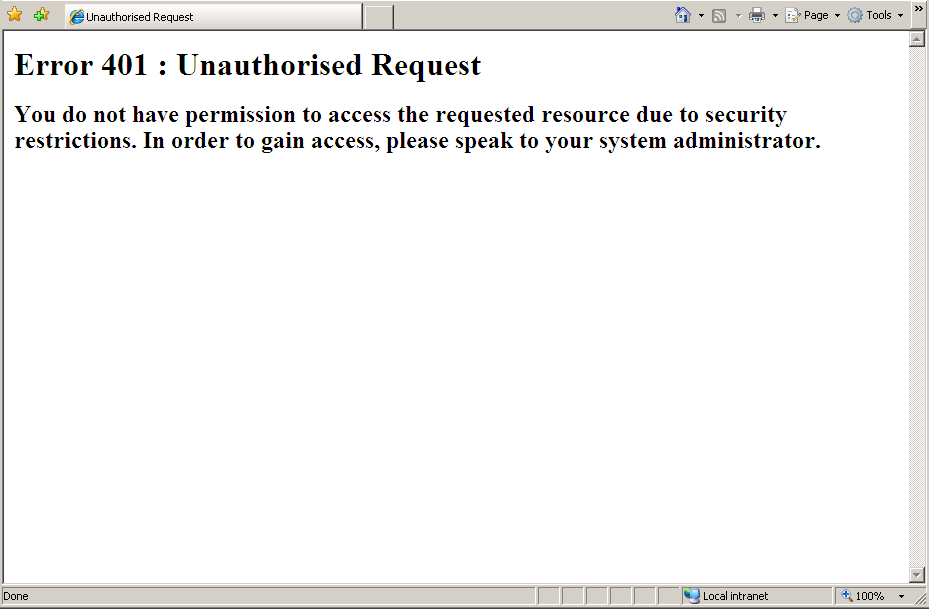 Unauthorised Request
Page
Tools
»
Error 401 : Unauthorised Request
You do not have permission to access the requested resource due to security
restrictions. In order to gain access, please speak to your system administrator.
Done
Local intranet
100%